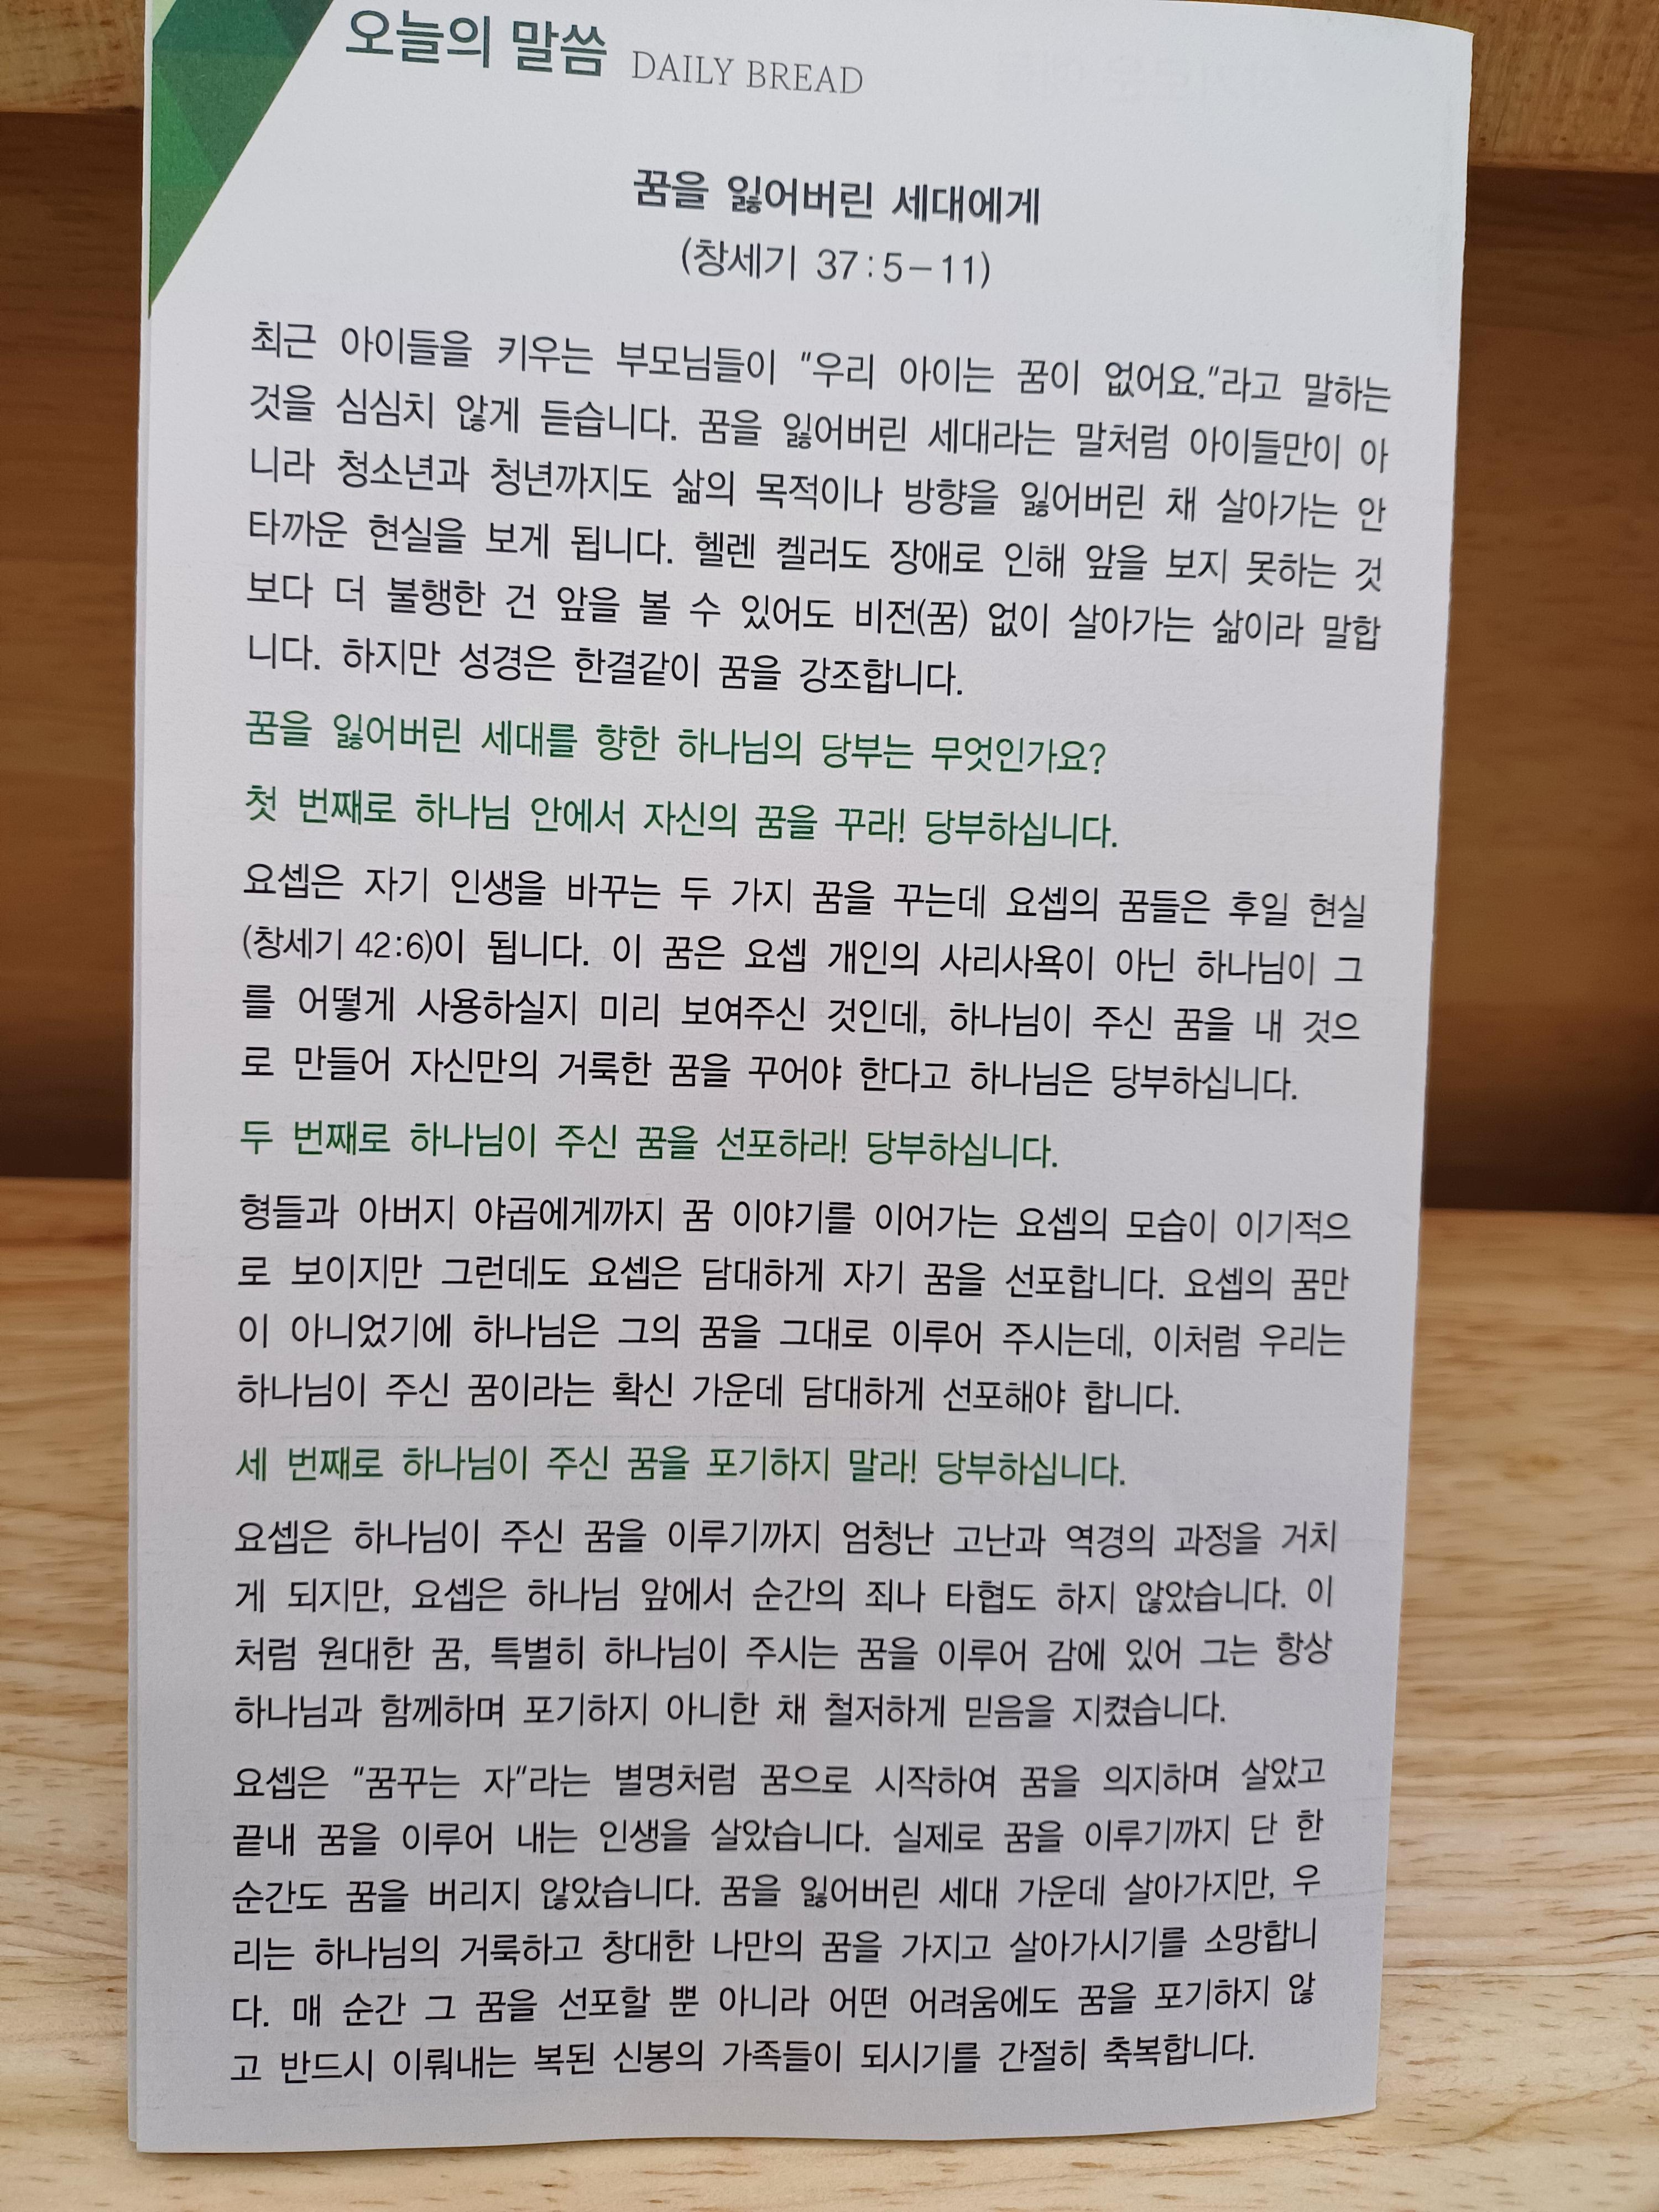 오늘의 말씀 DAILY BREAD
꿈을 잃어버린 세대에게
(창세기 37:5-11)
최근 아이들을 키우는 부모님들이 "우리 아이는 꿈이 없어요."라고 말하는
것을 심심치 않게 듣습니다. 꿈을 잃어버린 세대라는 말처럼 아이들만이 아
니라 청소년과 청년까지도 삶의 목적이나 방향을 잃어버린 채 살아가는 안
타까운 현실을 보게 됩니다. 헬렌 켈러도 장애로 인해 앞을 보지 못하는 것
보다 더 불행한 건 앞을 볼 수 있어도 비전(꿈) 없이 살아가는 삶이라 말합
니다. 하지만 성경은 한결같이 꿈을 강조합니다.
꿈을 잃어버린 세대를 향한 하나님의 당부는 무엇인가요?
첫 번째로 하나님 안에서 자신의 꿈을 꾸라! 당부하십니다.
요셉은 자기 인생을 바꾸는 두 가지 꿈을 꾸는데 요셉의 꿈들은 후일 현실
(창세기 42:6)이 됩니다. 이 꿈은 요셉 개인의 사리사욕이 아닌 하나님이 그
를 어떻게 사용하실지 미리 보여주신 것인데, 하나님이 주신 꿈을 내 것으
로 만들어 자신만의 거룩한 꿈을 꾸어야 한다고 하나님은 당부하십니다.
두 번째로 하나님이 주신 꿈을 선포하라! 당부하십니다.
형들과 아버지 야곱에게까지 꿈 이야기를 이어가는 요셉의 모습이 이기적으
로 보이지만 그런데도 요셉은 담대하게 자기 꿈을 선포합니다. 요셉의 꿈만
이 아니었기에 하나님은 그의 꿈을 그대로 이루어 주시는데, 이처럼 우리는
하나님이 주신 꿈이라는 확신 가운데 담대하게 선포해야 합니다.
세 번째로 하나님이 주신 꿈을 포기하지 말라! 당부하십니다.
요셉은 하나님이 주신 꿈을 이루기까지 엄청난 고난과 역경의 과정을 거치
게 되지만, 요셉은 하나님 앞에서 순간의 죄나 타협도 하지 않았습니다. 이
처럼 원대한 꿈, 특별히 하나님이 주시는 꿈을 이루어 감에 있어 그는 항상
하나님과 함께하며 포기하지 아니한 채 철저하게 믿음을 지켰습니다.
요셉은 "꿈꾸는 자"라는 별명처럼 꿈으로 시작하여 꿈을 의지하며 살았고
끝내 꿈을 이루어 내는 인생을 살았습니다. 실제로 꿈을 이루기까지 단 한
순간도 꿈을 버리지 않았습니다. 꿈을 잃어버린 세대 가운데 살아가지만, 우
리는 하나님의 거룩하고 창대한 나만의 꿈을 가지고 살아가시기를 소망합니
다. 매 순간 그 꿈을 선포할 뿐 아니라 어떤 어려움에도 꿈을 포기하지 않
고 반드시 이뤄내는 복된 신봉의 가족들이 되시기를 간절히 축복합니다.